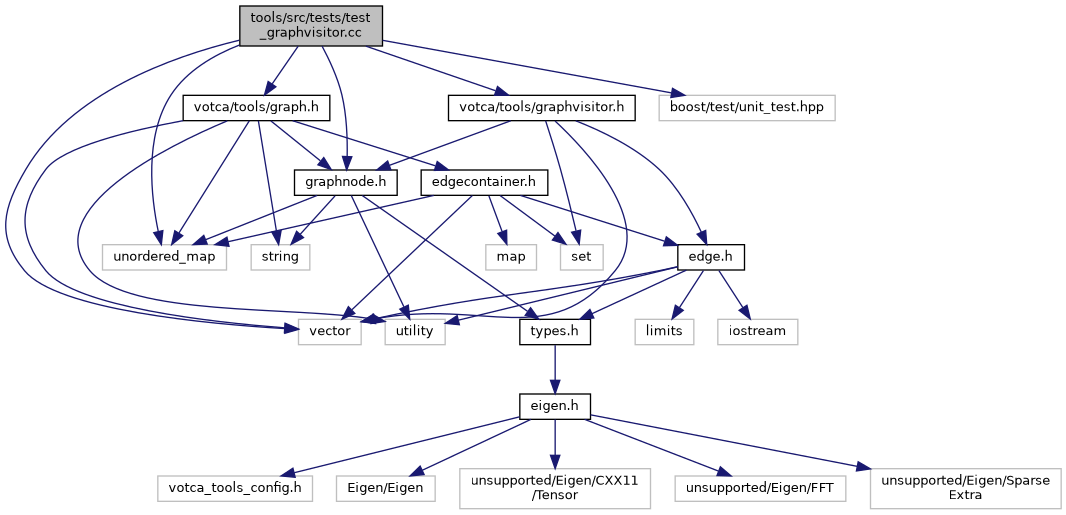 tools/src/tests/test
_graphvisitor.cc
votca/tools/graph.h
votca/tools/graphvisitor.h
boost/test/unit_test.hpp
graphnode.h
edgecontainer.h
unordered_map
string
map
set
edge.h
vector
utility
types.h
limits
iostream
eigen.h
votca_tools_config.h
Eigen/Eigen
unsupported/Eigen/CXX11
/Tensor
unsupported/Eigen/FFT
unsupported/Eigen/Sparse
Extra